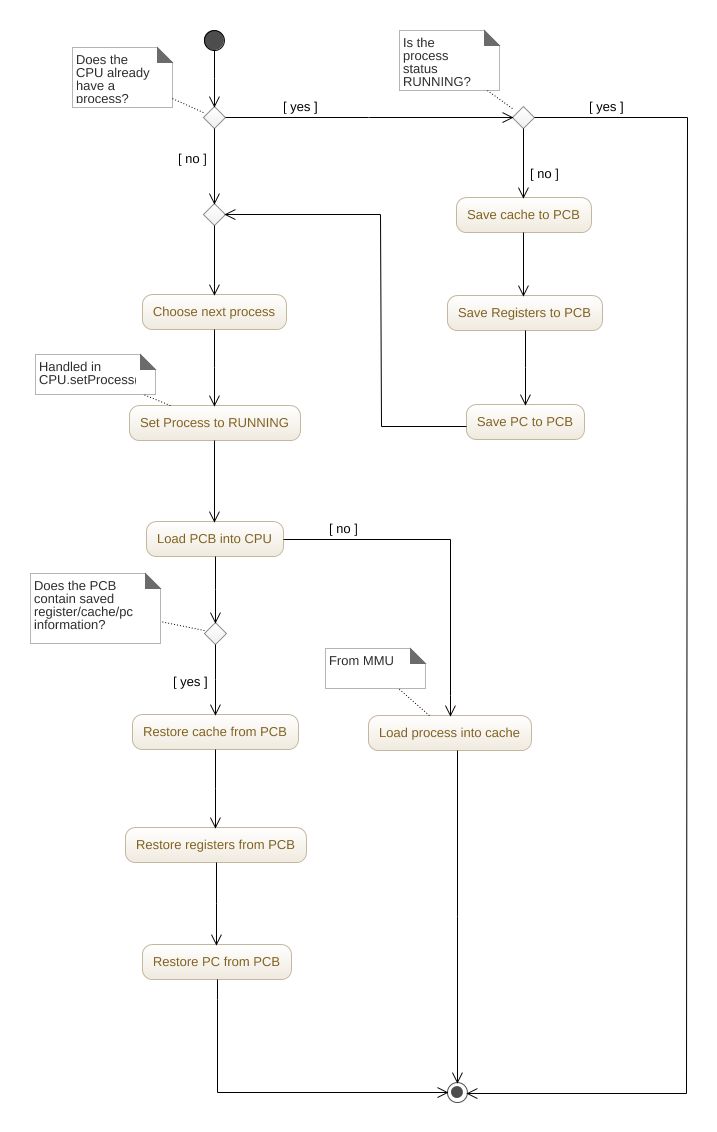 Does the
CPU already
have a
process?
Is the
process
status
RUNNING?
[ yes ]
[ yes ]
[ no ]
[ no ]
Save cache to PCB
Choose next process
Save Registers to PCB
Handled in
CPU.setProcess(
Set Process to RUNNING
Save PC to PCB
Load PCB into CPU
[ no ]
Does the PCB
contain saved
register/cache/pc
information?
From MMU
[ yes ]
Restore cache from PCB
Load process into cache
Restore registers from PCB
Restore PC from PCB